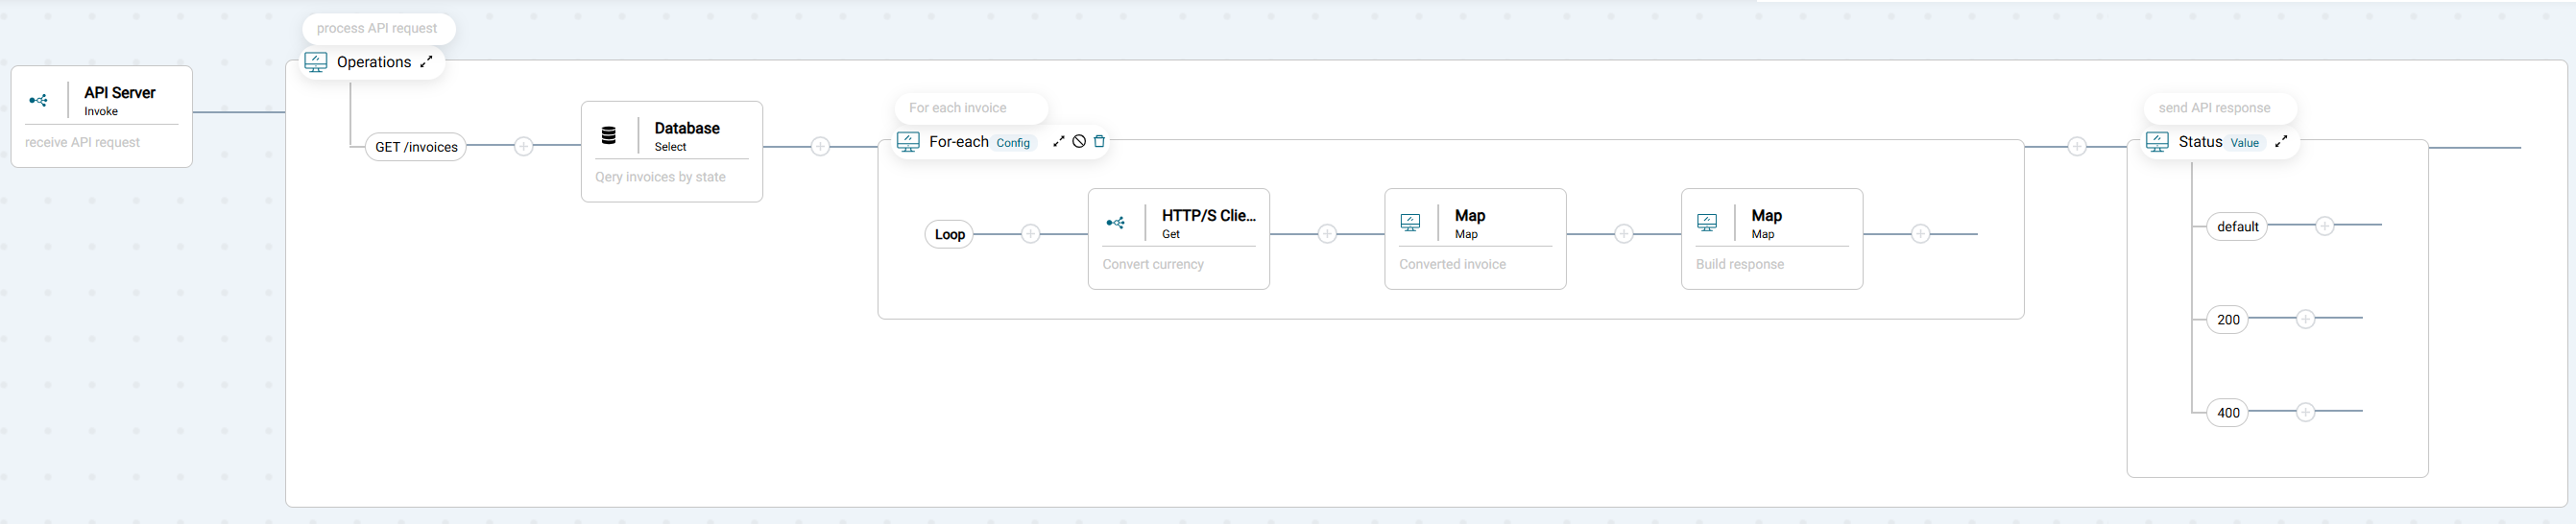 process API request
Operations
API Server
Invoke
receive API request
GET /invoices
Database
Select
Qery invoices by state
For each invoice
For-each Config
Loop
HTTP/S Clie...
Get
Convert currency
Map
Map
Converted invoice
Map
Map
Build response
send API response
Status Value
default
200
400